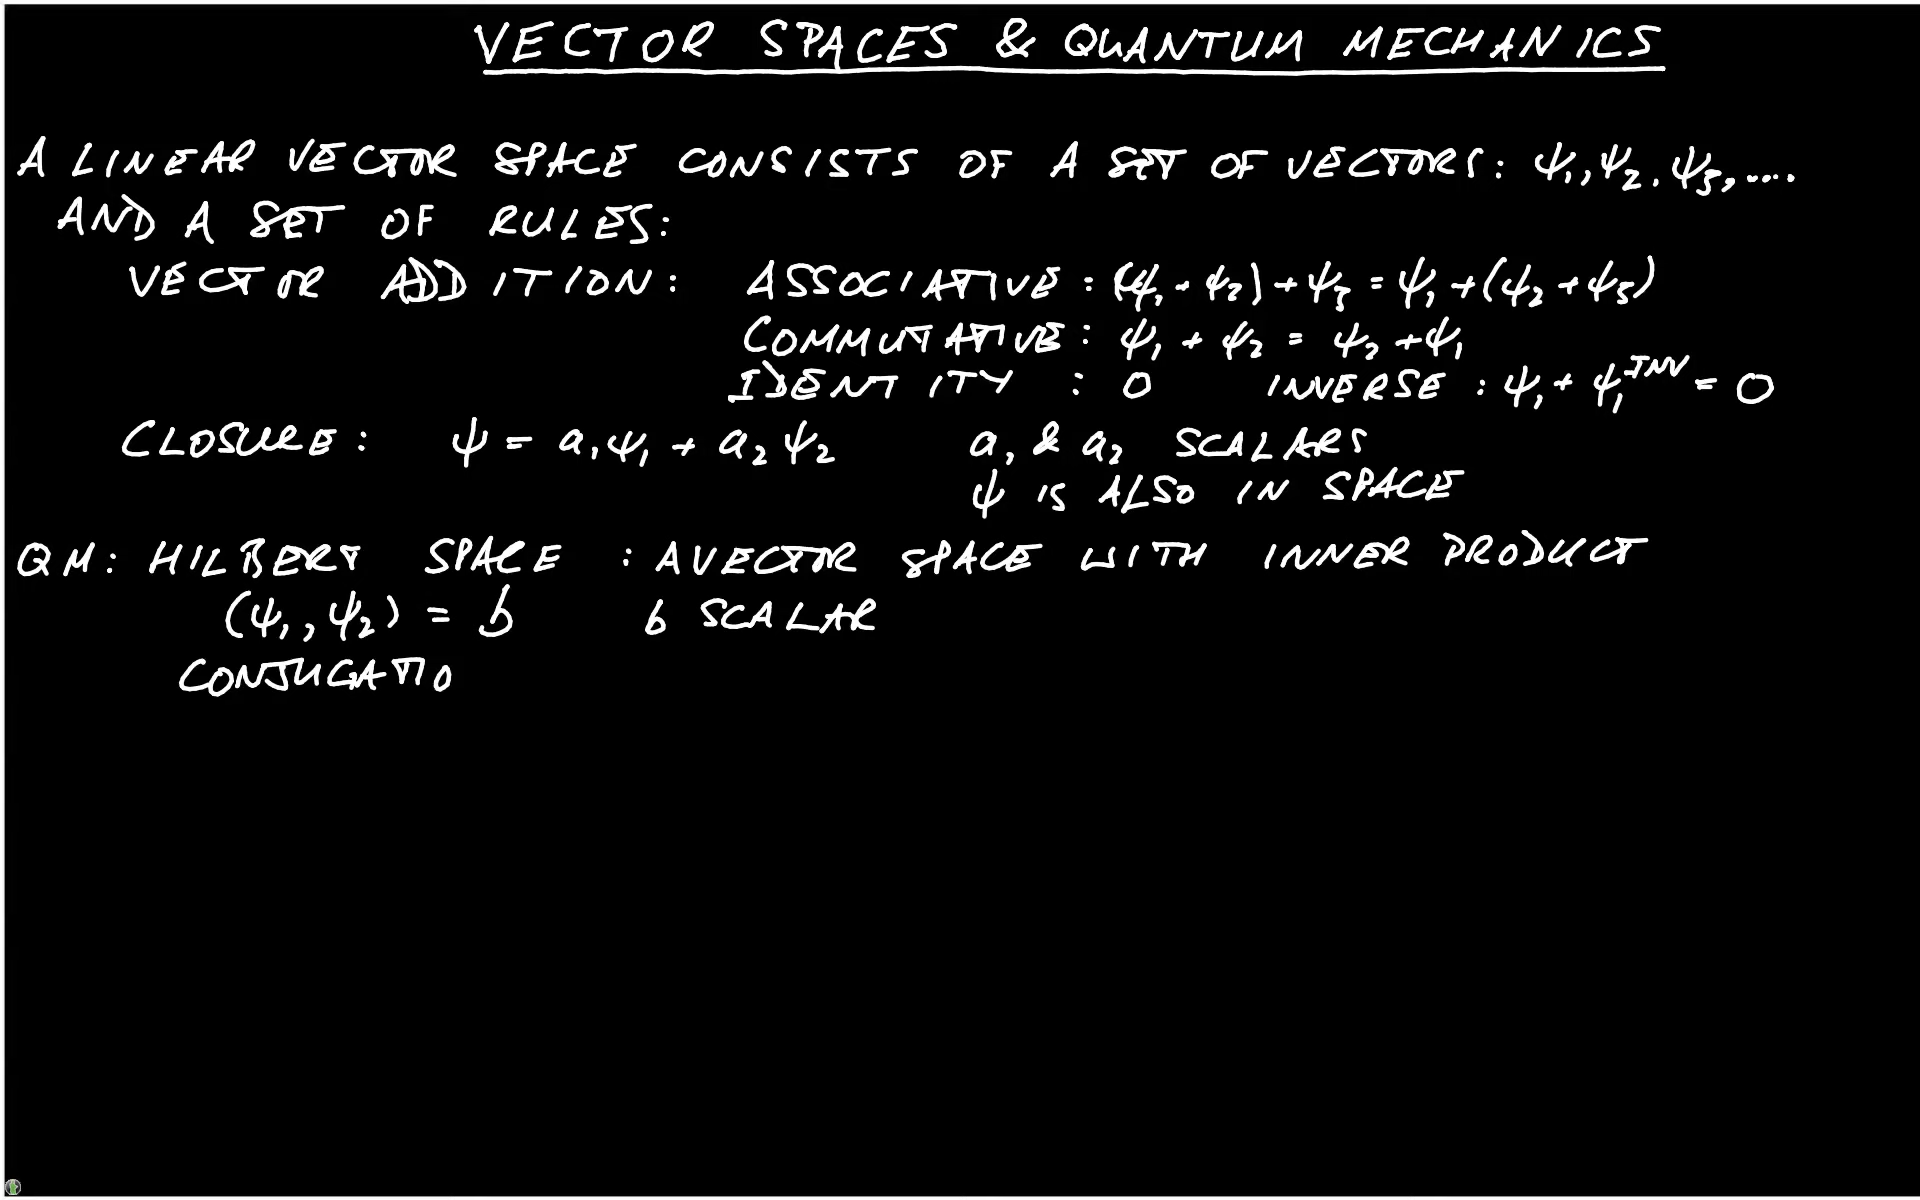 VECTOR SPACES & QUANTUM MECHANICS
A LINEAR VECTOR SPACE CONSISTS OF A SET OF VECTORS: ψ₁, ψ₂, ψ₃, ....
AND A SET OF RULES:
VECTOR ADDITION: ASSOCIATIVE: (ψ₁ + ψ₂) + ψ₃ = ψ₁ + (ψ₂ + ψ₃)
COMMUTATIVE: ψ₁ + ψ₂ = ψ₂ + ψ₁
IDENTITY : 0 INVERSE : ψ₁ + ψ₁^INV = 0
CLOSURE: ψ = a₁ψ₁ + a₂ψ₂ a₁ & a₂ SCALARS
ψ IS ALSO IN SPACE
QM: HILBERT SPACE : A VECTOR SPACE WITH INNER PRODUCT
(ψ₁, ψ₂) = b b SCALAR
CONJUGATIO